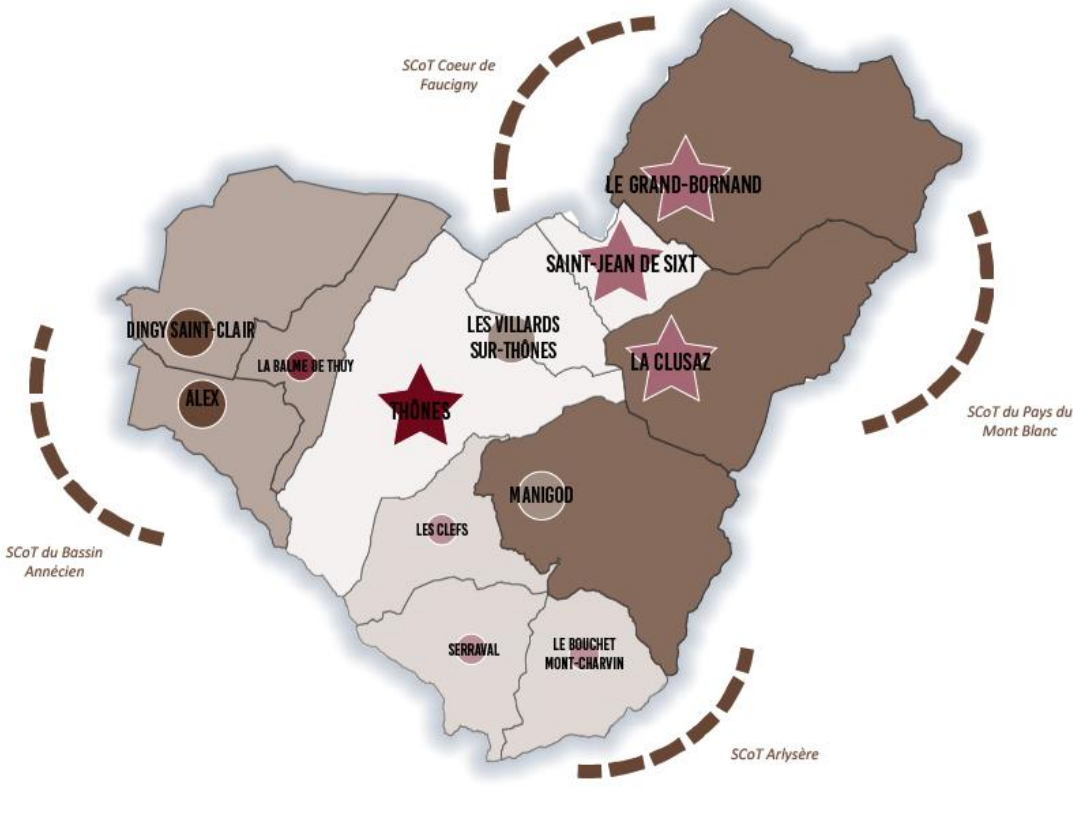 SCoT Coeur de
Faucigny
LE GRAND-BORNAND
SAINT-JEAN DE SIXT
DINGY SAINT-CLAIR
LES VILLARDS
SUR-THÔNES
LA BALME DE THUY
LA CLUSAZ
ALEX
THÔNES
SCoT du Pays du
Mont Blanc
MANIGOD
LES CLEFS
SCoT du Bassin
Annécien
SERRAVAL
LE BOUCHET
MONT-CHARVIN
SCoT Arlysère